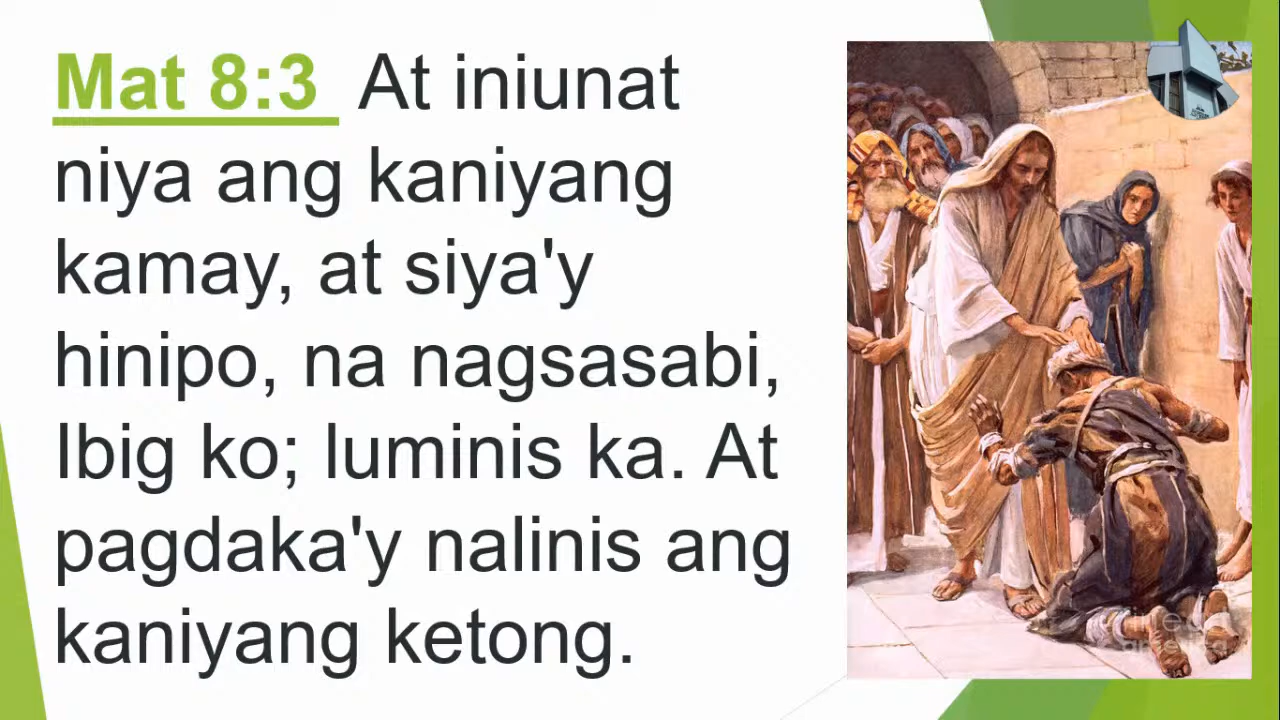 Mat 8:3 At iniunat
niya ang kaniyang
kamay, at siya'y
hinipo, na nagsasabi,
Ibig ko; luminis ka. At
pagdaka'y nalinis ang
kaniyang ketong.
america